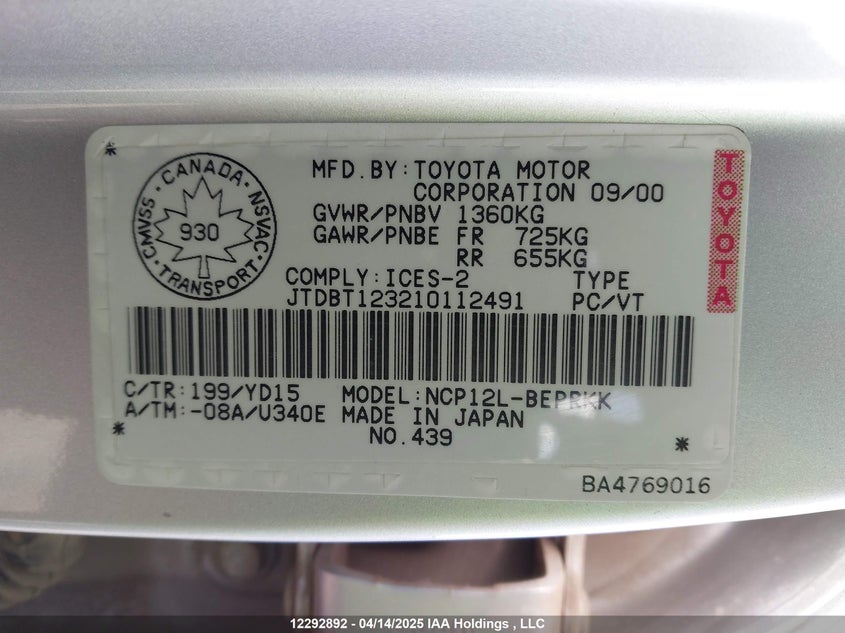 CANADA
CMVSS
NSVAC
930
TRANSPORT
MFD.BY:TOYOTA MOTOR
CORPORATION 09/00
GVWR/PNBV 1360KG
GAWR/PNBE FR 725KG
RR 655KG
COMPLY:ICES-2 TYPE
JTDBT123210112491 PC/VT
TOYOTA
C/TR:199/YD15 MODEL:NCP12L-BEPRKK
A/TM:-08A/U340E MADE IN JAPAN
NO.439
BA4769016
12292892 - 04/14/2025 IAA Holdings , LLC